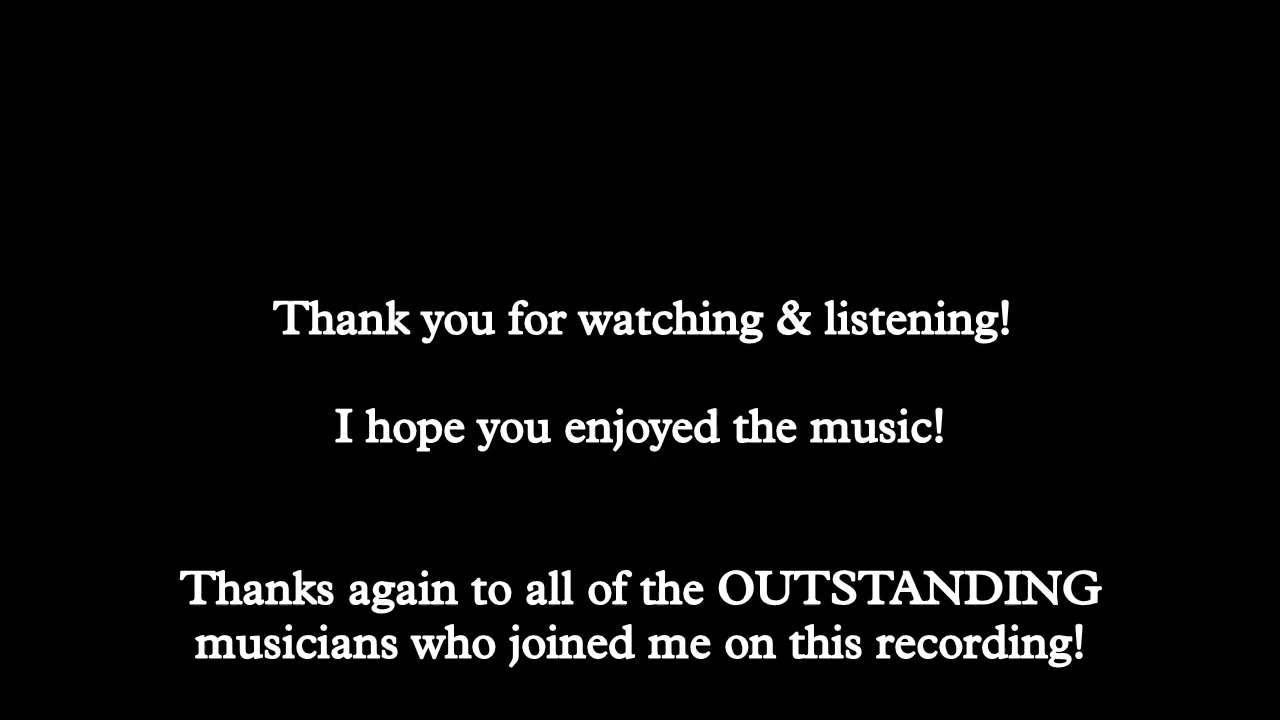 Thank you for watching & listening!
I hope you enjoyed the music!
Thanks again to all of the OUTSTANDING
musicians who joined me on this recording!